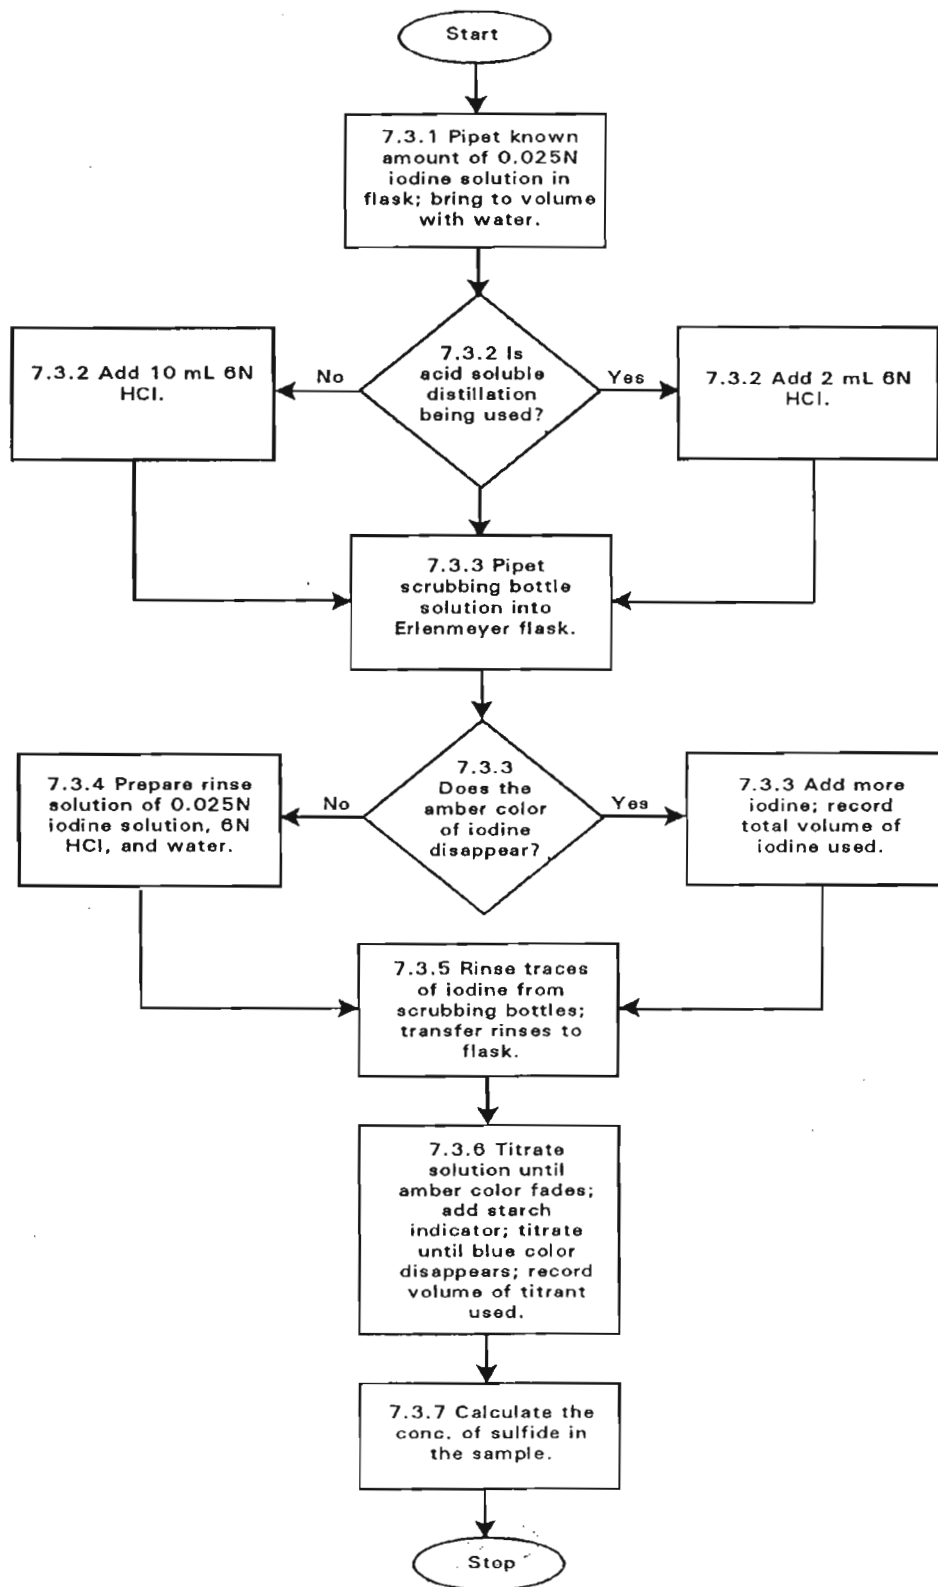 Start
7.3.1 Pipet known
amount of 0.025N
iodine solution in
flask; bring to volume
with water.
7.3.2 Is
acid soluble
distillation
being used?
No
Yes
7.3.2 Add 10 mL 6N
HCl.
7.3.2 Add 2 mL 6N
HCl.
7.3.3 Pipet
scrubbing bottle
solution into
Erlenmeyer flask.
7.3.3
Does the
amber color
of iodine
disappear?
No
Yes
7.3.4 Prepare rinse
solution of 0.025N
iodine solution, 6N
HCl, and water.
7.3.3 Add more
iodine; record
total volume of
iodine used.
7.3.5 Rinse traces
of iodine from
scrubbing bottles;
transfer rinses to
flask.
7.3.6 Titrate
solution until
amber color fades;
add starch
indicator; titrate
until blue color
disappears; record
volume of titrant
used.
7.3.7 Calculate the
conc. of sulfide in
the sample.
Stop